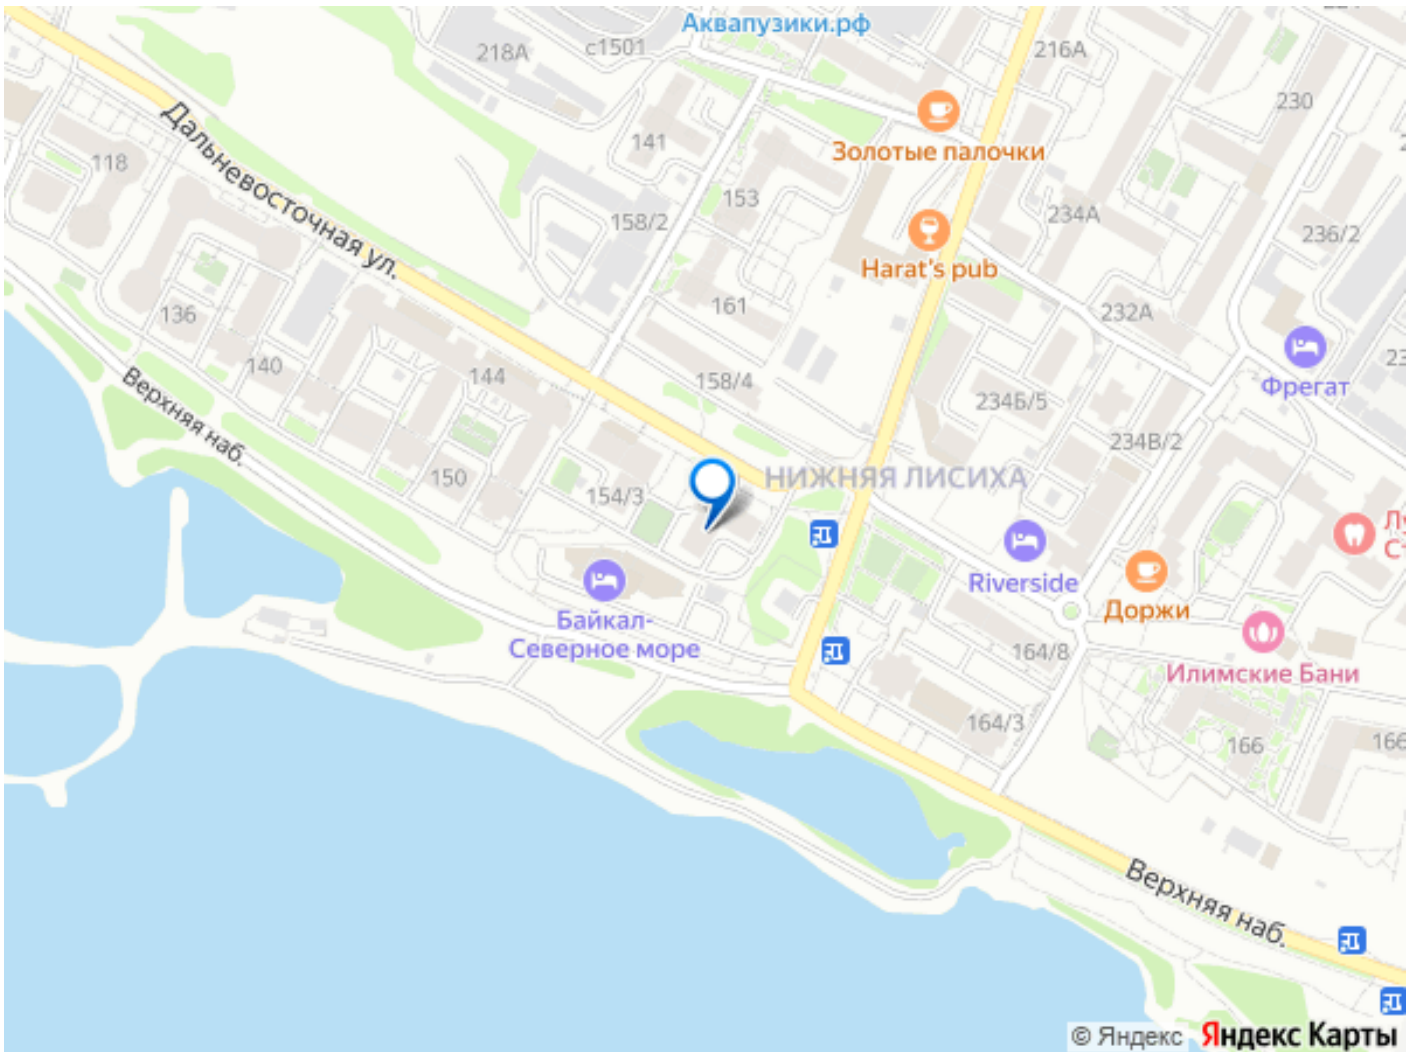 Аквапузики.рф
218А
с1501
216А
230
Золотые палочки
141
118
Дальневосточная ул.
153
158/2
234А
236/2
Harat's pub
161
136
232А
140
144
158/4
Фрегат
Верхняя наб.
234Б/5
234В/2
150
154/3
НИЖНЯЯ ЛИСИХА
Riverside
Доржи
Байкал-
Северное море
164/8
Илимские Бани
164/3
166
166
Верхняя наб.
© Яндекс Яндекс Карты